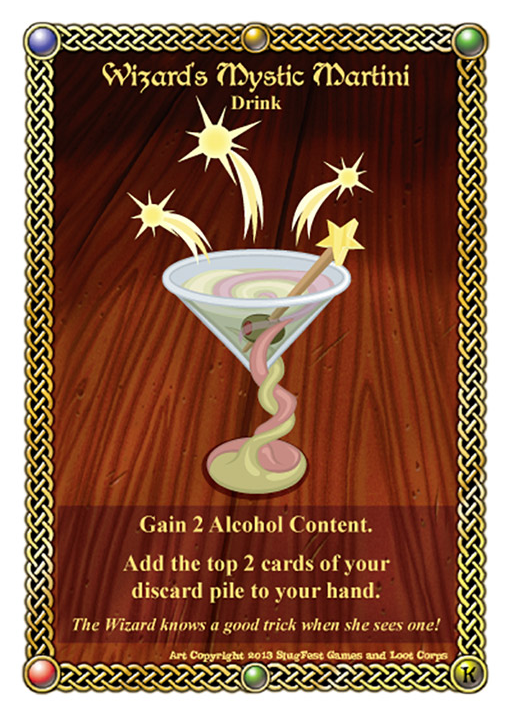 Wizard's Mystic Martini
Drink
Gain 2 Alcohol Content.
Add the top 2 cards of your
discard pile to your hand.
The Wizard knows a good trick when she sees one!
Art Copyright 2013 SlugFest Games and Loot Corps
K